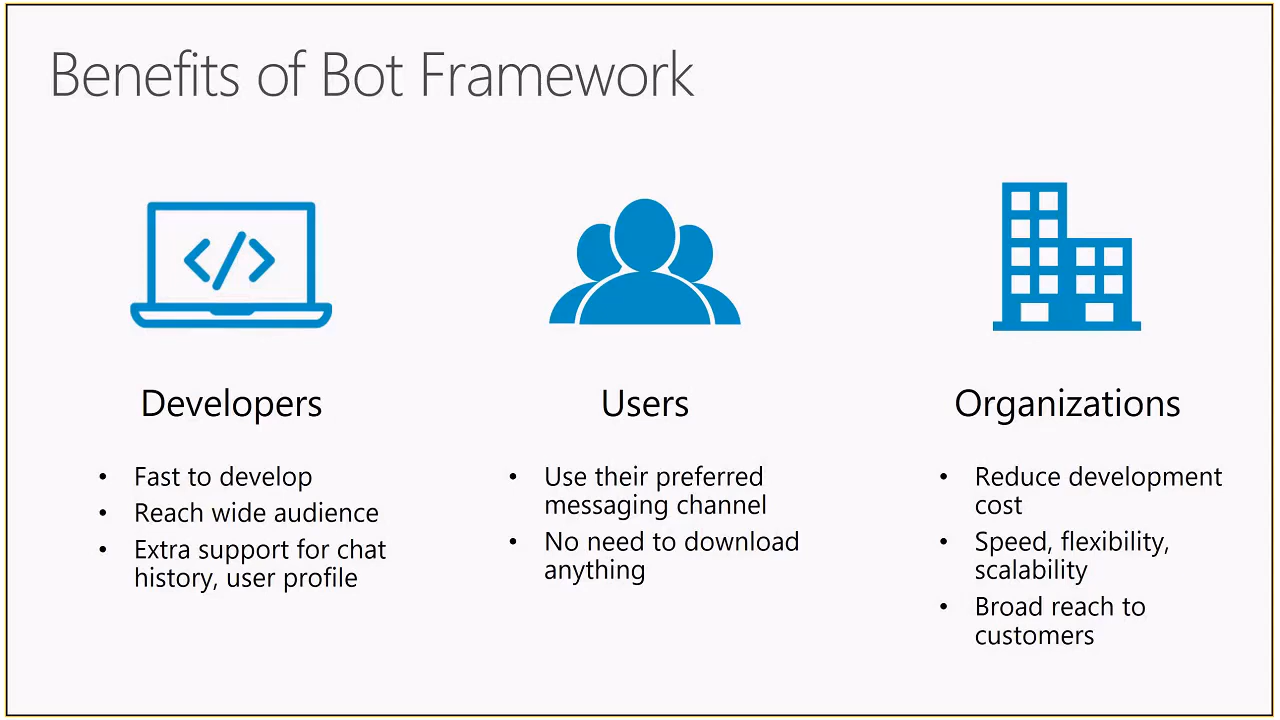 Benefits of Bot Framework
Developers
• Fast to develop
• Reach wide audience
• Extra support for chat
history, user profile
Users
• Use their preferred
messaging channel
• No need to download
anything
Organizations
• Reduce development
cost
• Speed, flexibility,
scalability
• Broad reach to
customers